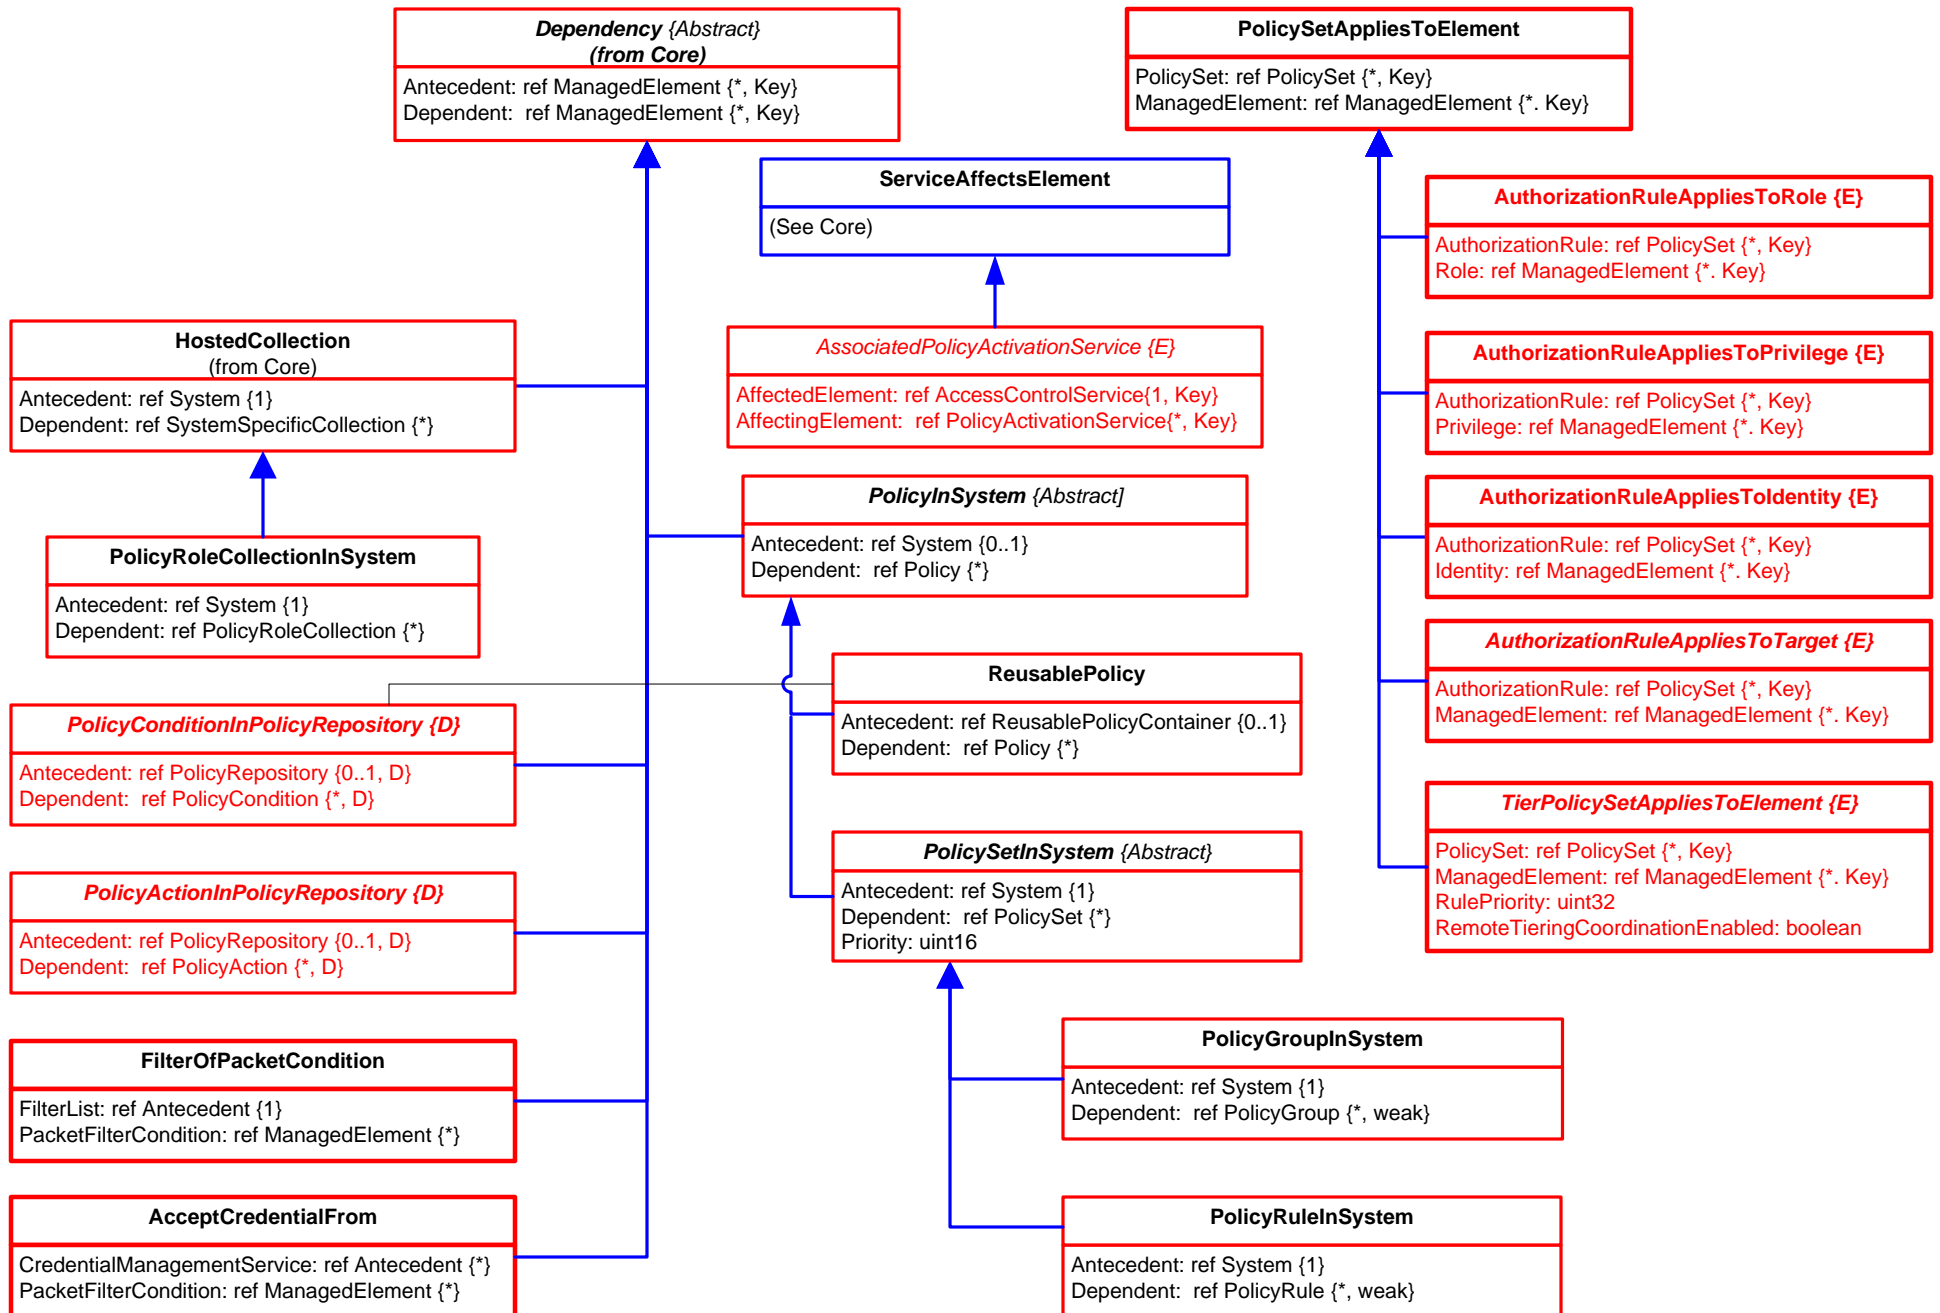 Dependency {Abstract}
(from Core)
Antecedent: ref ManagedElement {*, Key}
Dependent:  ref ManagedElement {*, Key}
PolicySetAppliesToElement
PolicySet: ref PolicySet {*, Key}
ManagedElement: ref ManagedElement {*. Key}
ServiceAffectsElement
(See Core)
AuthorizationRuleAppliesToRole {E}
AuthorizationRule: ref PolicySet {*, Key}
Role: ref ManagedElement {*. Key}
HostedCollection
(from Core)
Antecedent: ref System {1}
Dependent: ref SystemSpecificCollection {*}
AssociatedPolicyActivationService {E}
AffectedElement: ref AccessControlService{1, Key}
AffectingElement:  ref PolicyActivationService{*, Key}
AuthorizationRuleAppliesToPrivilege {E}
AuthorizationRule: ref PolicySet {*, Key}
Privilege: ref ManagedElement {*. Key}
PolicyInSystem {Abstract]
Antecedent: ref System {0..1}
Dependent:  ref Policy {*}
AuthorizationRuleAppliesToIdentity {E}
AuthorizationRule: ref PolicySet {*, Key}
Identity: ref ManagedElement {*. Key}
PolicyRoleCollectionInSystem
Antecedent: ref System {1}
Dependent: ref PolicyRoleCollection {*}
AuthorizationRuleAppliesToTarget {E}
AuthorizationRule: ref PolicySet {*, Key}
ManagedElement: ref ManagedElement {*. Key}
ReusablePolicy
Antecedent: ref ReusablePolicyContainer {0..1}
Dependent:  ref Policy {*}
PolicyConditionInPolicyRepository {D}
Antecedent: ref PolicyRepository {0..1, D}
Dependent:  ref PolicyCondition {*, D}
TierPolicySetAppliesToElement {E}
PolicySet: ref PolicySet {*, Key}
ManagedElement: ref ManagedElement {*. Key}
RulePriority: uint32
RemoteTieringCoordinationEnabled: boolean
PolicySetInSystem {Abstract}
Antecedent: ref System {1}
Dependent:  ref PolicySet {*}
Priority: uint16
PolicyActionInPolicyRepository {D}
Antecedent: ref PolicyRepository {0..1, D}
Dependent:  ref PolicyAction {*, D}
PolicyGroupInSystem
Antecedent: ref System {1}
Dependent:  ref PolicyGroup {*, weak}
FilterOfPacketCondition
FilterList: ref Antecedent {1}
PacketFilterCondition: ref ManagedElement {*}
AcceptCredentialFrom
CredentialManagementService: ref Antecedent {*}
PacketFilterCondition: ref ManagedElement {*}
PolicyRuleInSystem
Antecedent: ref System {1}
Dependent:  ref PolicyRule {*, weak}